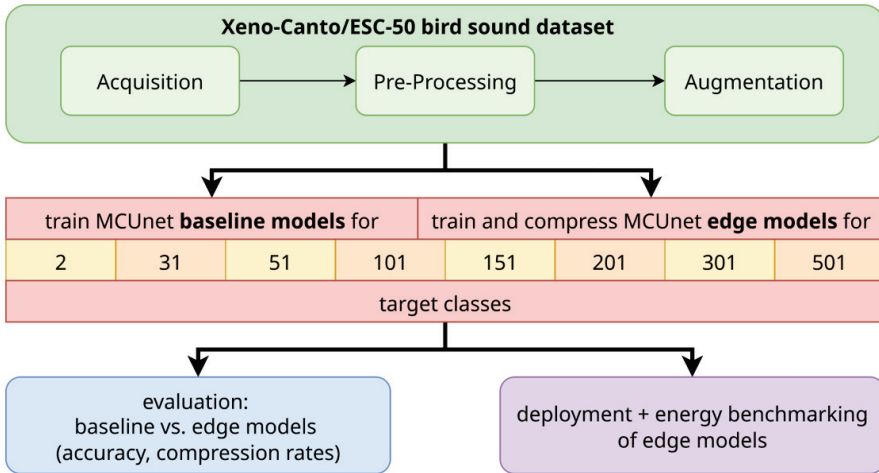 Xeno-Canto/ESC-50 bird sound dataset
Acquisition
Pre-Processing
Augmentation
train MCUnet baseline models for
train and compress MCUnet edge models for
2 31 51 101 151 201 301 501
target classes
evaluation:
baseline vs. edge models
(accuracy, compression rates)
deployment + energy benchmarking
of edge models